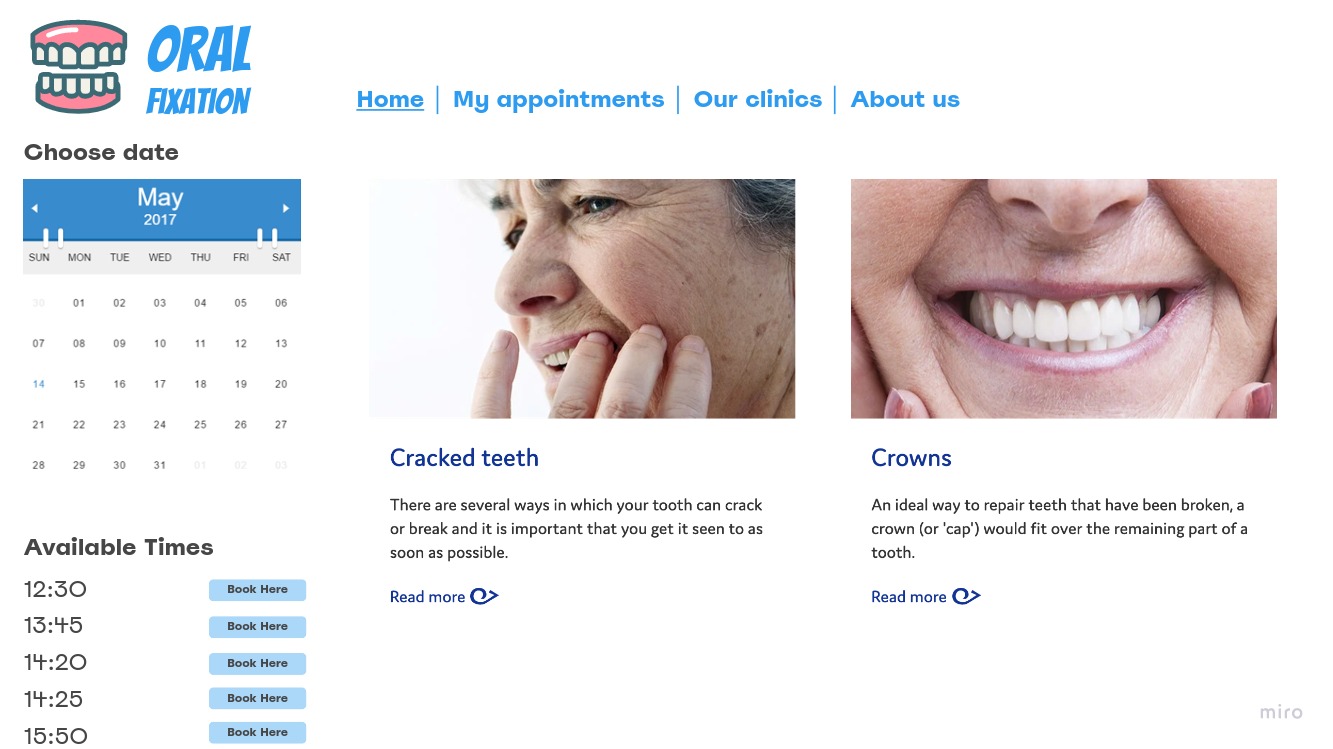 ORAL
FIXATION
Home My appointments Our clinics About us
Choose date
May
2017
SUN MON TUE WED THU FRI SAT
30 01 02 03 04 05 06
07 08 09 10 11 12 13
14 15 16 17 18 19 20
21 22 23 24 25 26 27
28 29 30 31 01 02 03
Available Times
12:30 Book Here
13:45 Book Here
14:20 Book Here
14:25 Book Here
15:50 Book Here
Cracked teeth
There are several ways in which your tooth can crack
or break and it is important that you get it seen to as
soon as possible.
Read more
Crowns
An ideal way to repair teeth that have been broken, a
crown (or 'cap') would fit over the remaining part of a
tooth.
Read more
miro